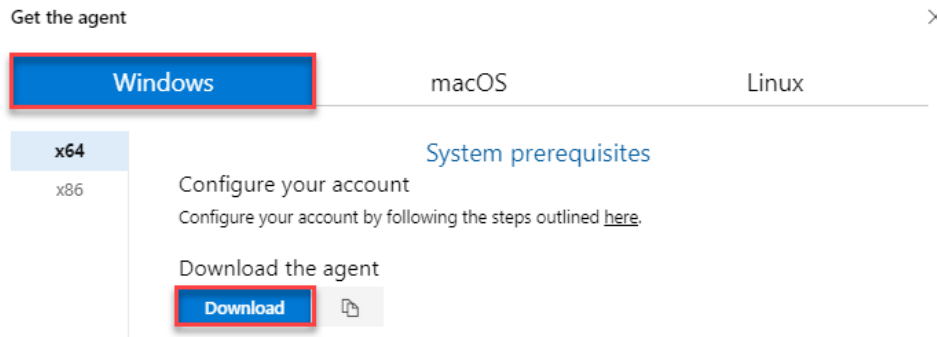 Get the agent
Windows
macOS
Linux
x64
x86
System prerequisites
Configure your account
Configure your account by following the steps outlined here.
Download the agent
Download